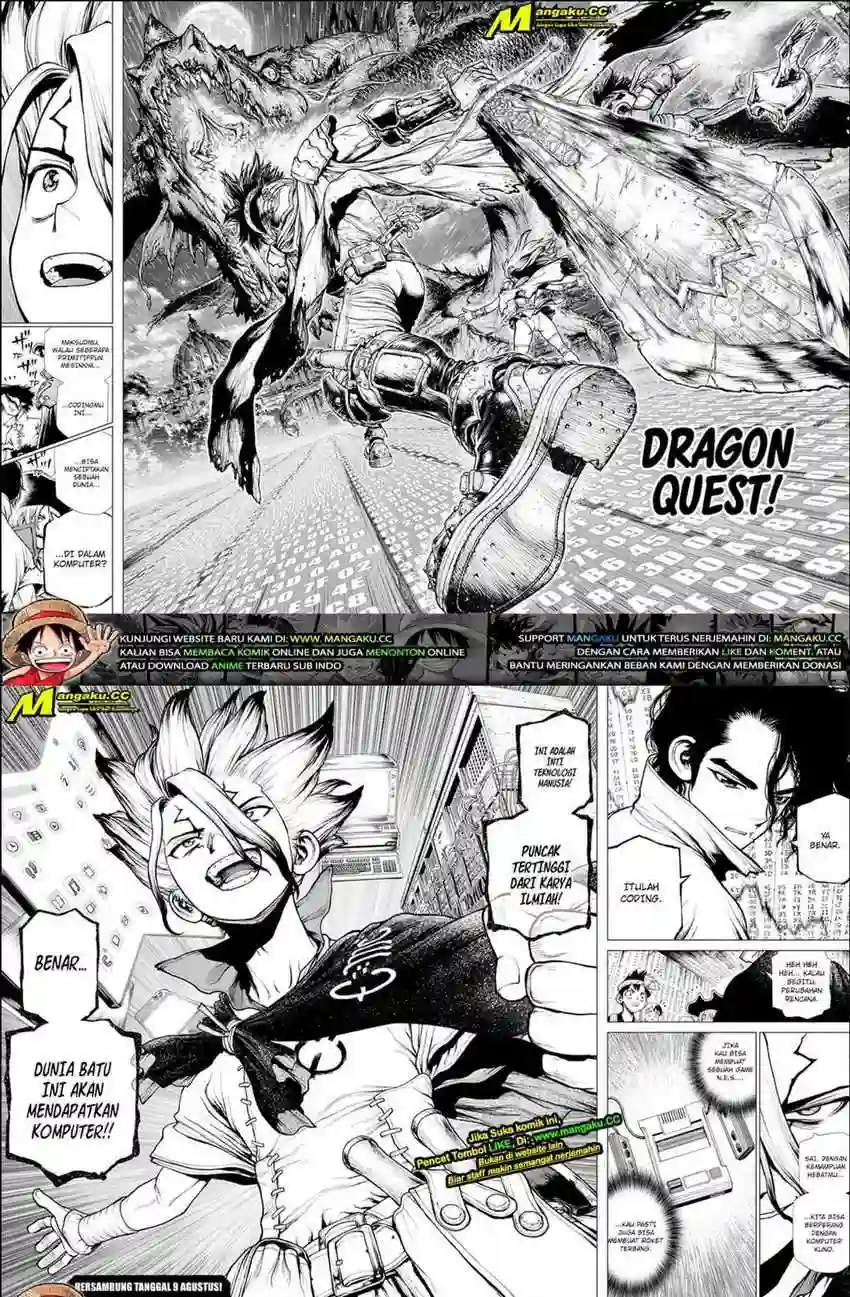 Mangaku.CC
MAKSUDMU,
WALAU SEBERAPA
PRIMITIFPUN
MESINNYA...
...CODINGMU
INI...
...BISA
MENCIPTAKAN
SEBUAH
DUNIA...
...DI DALAM
KOMPUTER?
DRAGON
QUEST!
KUNJUNGI WEBSITE BARU KAMI DI: WWW. MANGAKU.CC
KALIAN BISA MEMBACA KOMIK ONLINE DAN JUGA MENONTON ONLINE
ATAU DOWNLOAD ANIME TERBARU SUB INDO
SUPPORT MANGAKU UNTUK TERUS NERJEMAHIN DI: MANGAKU.CC
DENGAN CARA MEMBERIKAN LIKE DAN KOMENT. ATAU
BANTU MERINGANKAN BEBAN KAMI DENGAN MEMBERIKAN DONASI
Mangaku.CC
YA
BENAR.
ITULAH
CODING.
HEH HEH
HEH... KALAU
BEGITU,
PERUBAHAN
RENCANA.
JIKA
KAU BISA
MEMBUAT
SEBUAH GAME
N.E.S....
...KAU PASTI
JUGA BISA
MEMBUAT ROKET
TERBANG.
SAI, DENGAN
KEMAMPUAN
HEBATMU...
...KITA BISA
BERPERANG
DENGAN
KOMPUTER
KUNO.
INI ADALAH
INTI
TEKNOLOGI
MANUSIA!
PUNCAK
TERTINGGI
DARI KARYA
ILMIAH!
BENAR...
DUNIA BATU
INI AKAN
MENDAPATKAN
KOMPUTER!!
Jika Suka komik ini,
Pencet Tombol LIKE, Di: www.mangaku.CC
Bukan di website lain
Biar staff makin semangat nerjemahin
BERSAMBUNG TANGGAL 9 AGUSTUS!